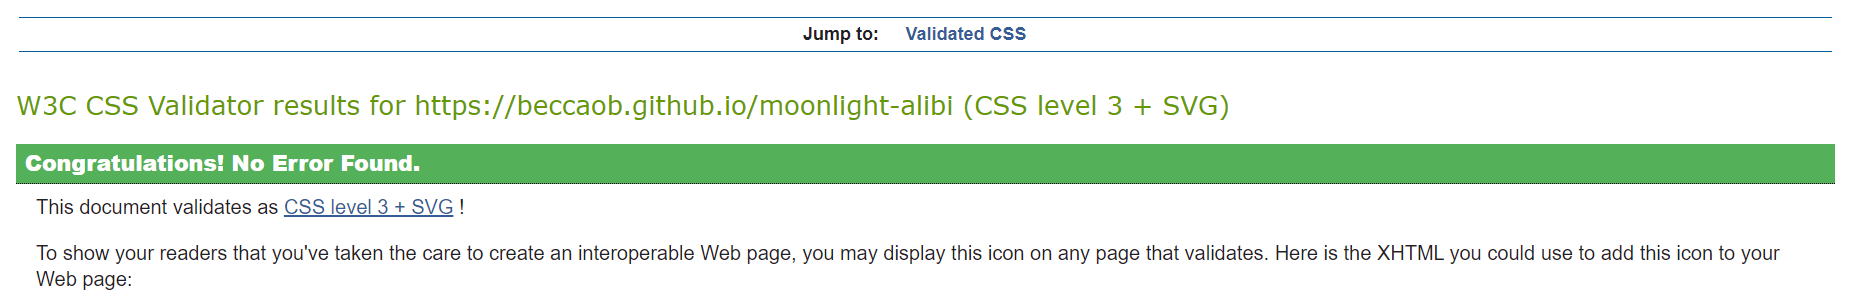 Jump to: Validated CSS
W3C CSS Validator results for https://beccaob.github.io/moonlight-alibi (CSS level 3 + SVG)
Congratulations! No Error Found.
This document validates as CSS level 3 + SVG !
To show your readers that you've taken the care to create an interoperable Web page, you may display this icon on any page that validates. Here is the XHTML you could use to add this icon to your
Web page: